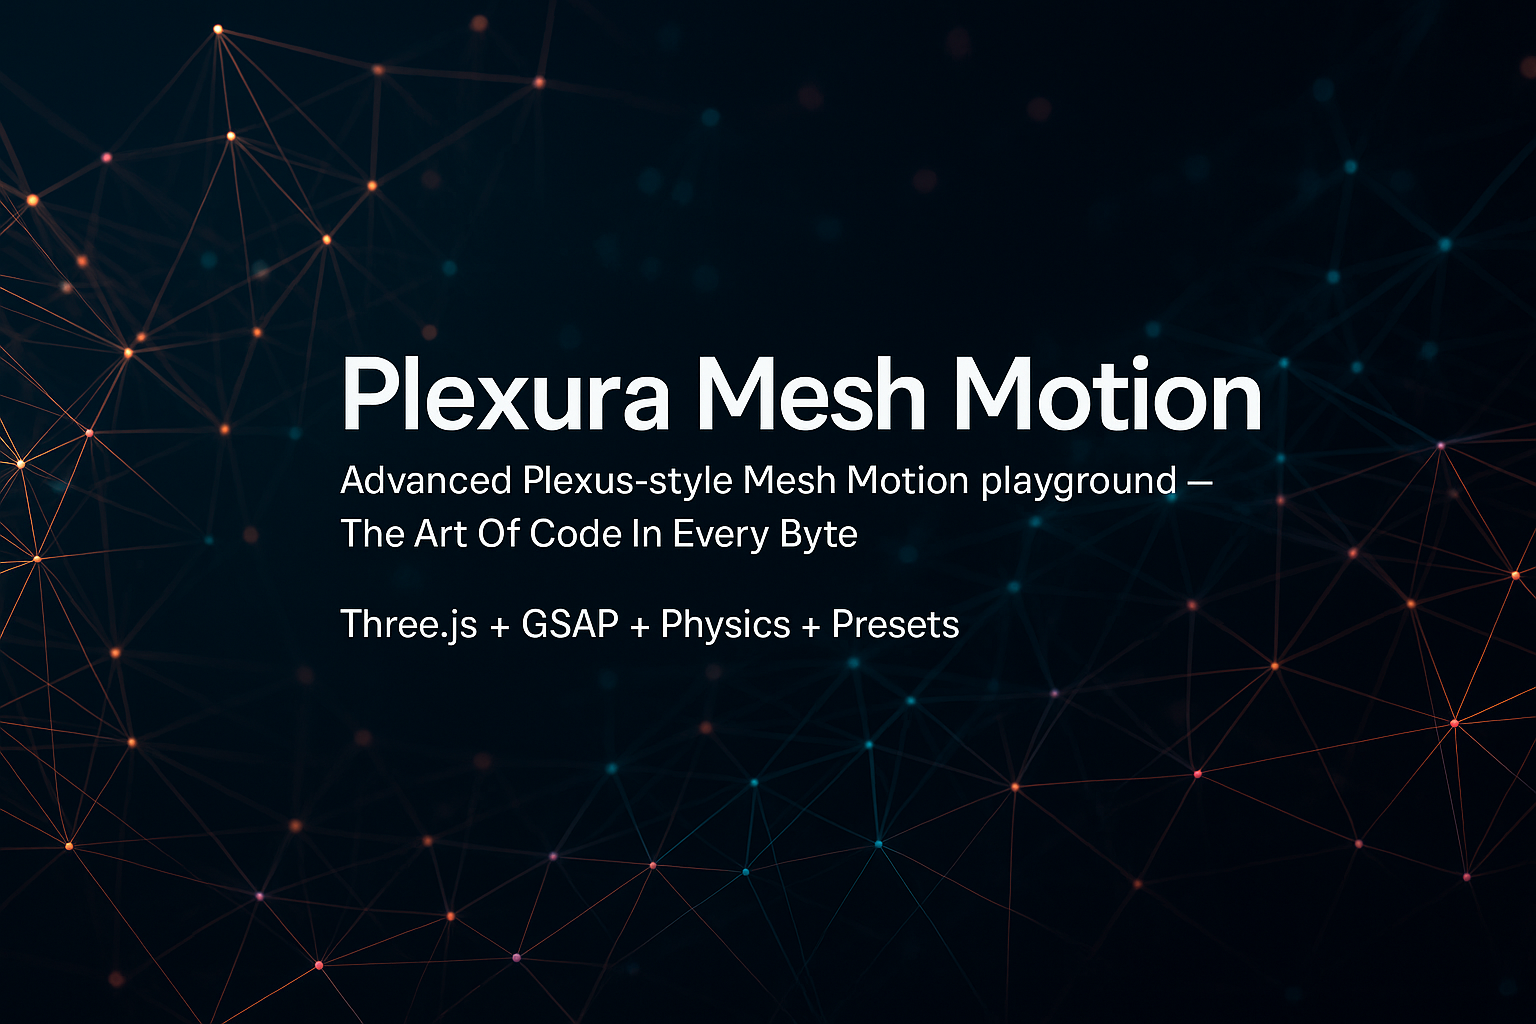 Plexura Mesh Motion
Advanced Plexus-style Mesh Motion playground —
The Art Of Code In Every Byte
Three.js + GSAP + Physics + Presets